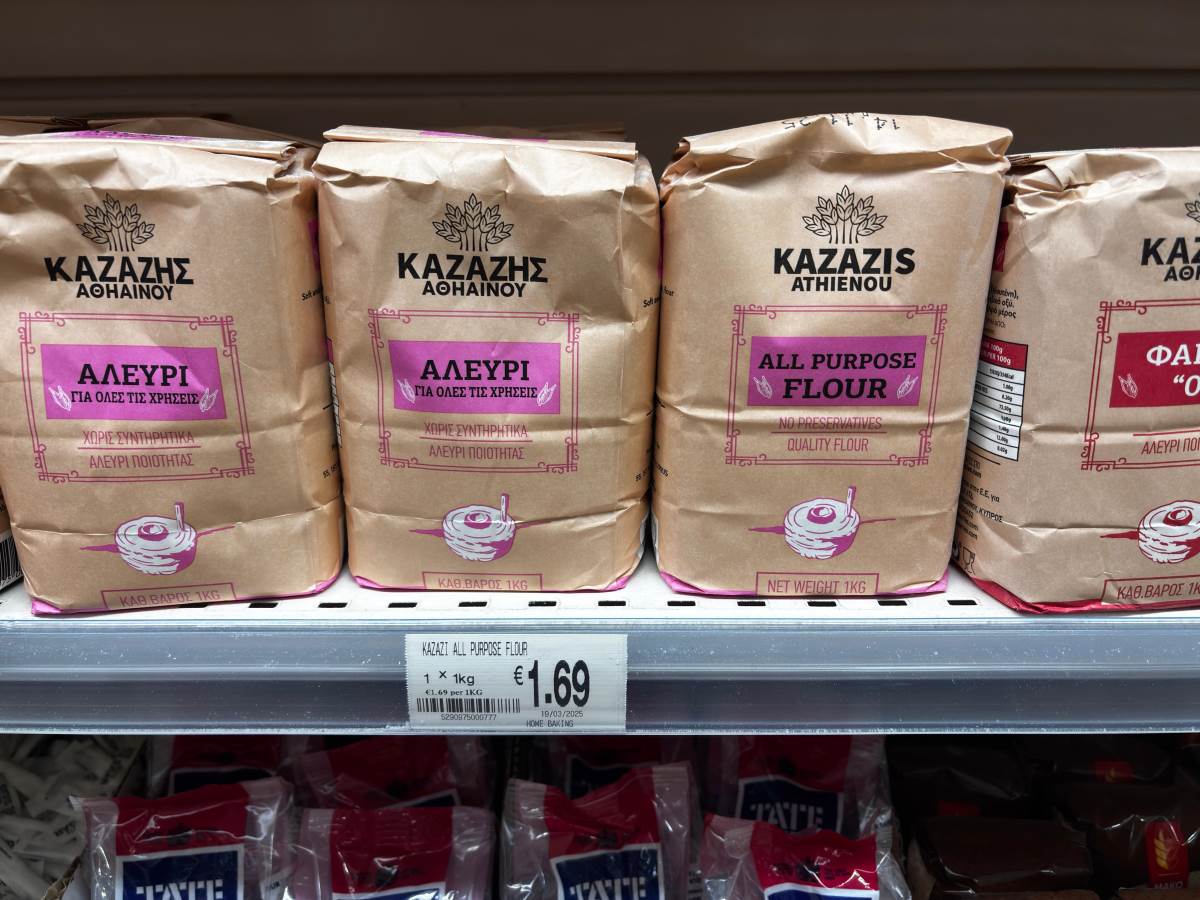 ΚΑΖΑΖΗΣ
ΑΘΗΑΙΝΟΥ
ΑΛΕΥΡΙ
ΓΙΑ ΟΛΕΣ ΤΙΣ ΧΡΗΣΕΙΣ
ΧΩΡΙΣ ΣΥΝΤΗΡΗΤΙΚΑ
ΑΛΕΥΡΙ ΠΟΙΟΤΗΤΑΣ
ΚΑΘ.ΒΑΡΟΣ 1KG
ΚΑΖΑΖΗΣ
ΑΘΗΑΙΝΟΥ
ΑΛΕΥΡΙ
ΓΙΑ ΟΛΕΣ ΤΙΣ ΧΡΗΣΕΙΣ
ΧΩΡΙΣ ΣΥΝΤΗΡΗΤΙΚΑ
ΑΛΕΥΡΙ ΠΟΙΟΤΗΤΑΣ
ΚΑΘ.ΒΑΡΟΣ 1KG
KAZAZIS
ATHIENOU
ALL PURPOSE
FLOUR
NO PRESERVATIVES
QUALITY FLOUR
NET WEIGHT 1KG
ΑΛΕΥΡΙ
ΚΑΘ.ΒΑΡΟΣ
KAZAZI ALL PURPOSE FLOUR
1 × 1kg
€1.69
€1.69 per 1KG
5290975000777
19/03/2025
HOME BAKING
TATE
TATE
TATE
MAKO